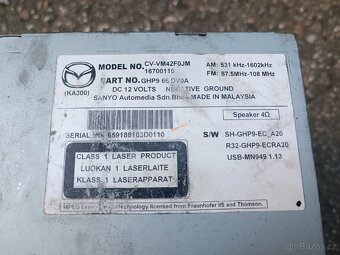 MODEL NO. CV-VM42F0JM
16700110
AM: 531 kHz-1602kHz
PART NO. GHP9 66 DV0A
FM: 87.5MHz-108 MHz
(KA300)
DC 12 VOLTS NEGATIVE GROUND
SANYO Automedia Sdn.Bhd. MADE IN MALAYSIA
Speaker 4Ω
SERIAL No. 659188103D0110
S/W SH-GHP9-EC_A20
R32-GHP9-ECRA20
USB-MN949 1.13
CLASS 1 LASER PRODUCT
LUOKAN 1 LASERLAITE
KLASS 1 LASERAPPARAT
technology licensed from Fraunhofer IIS and Thomson.
Bazoš.cz